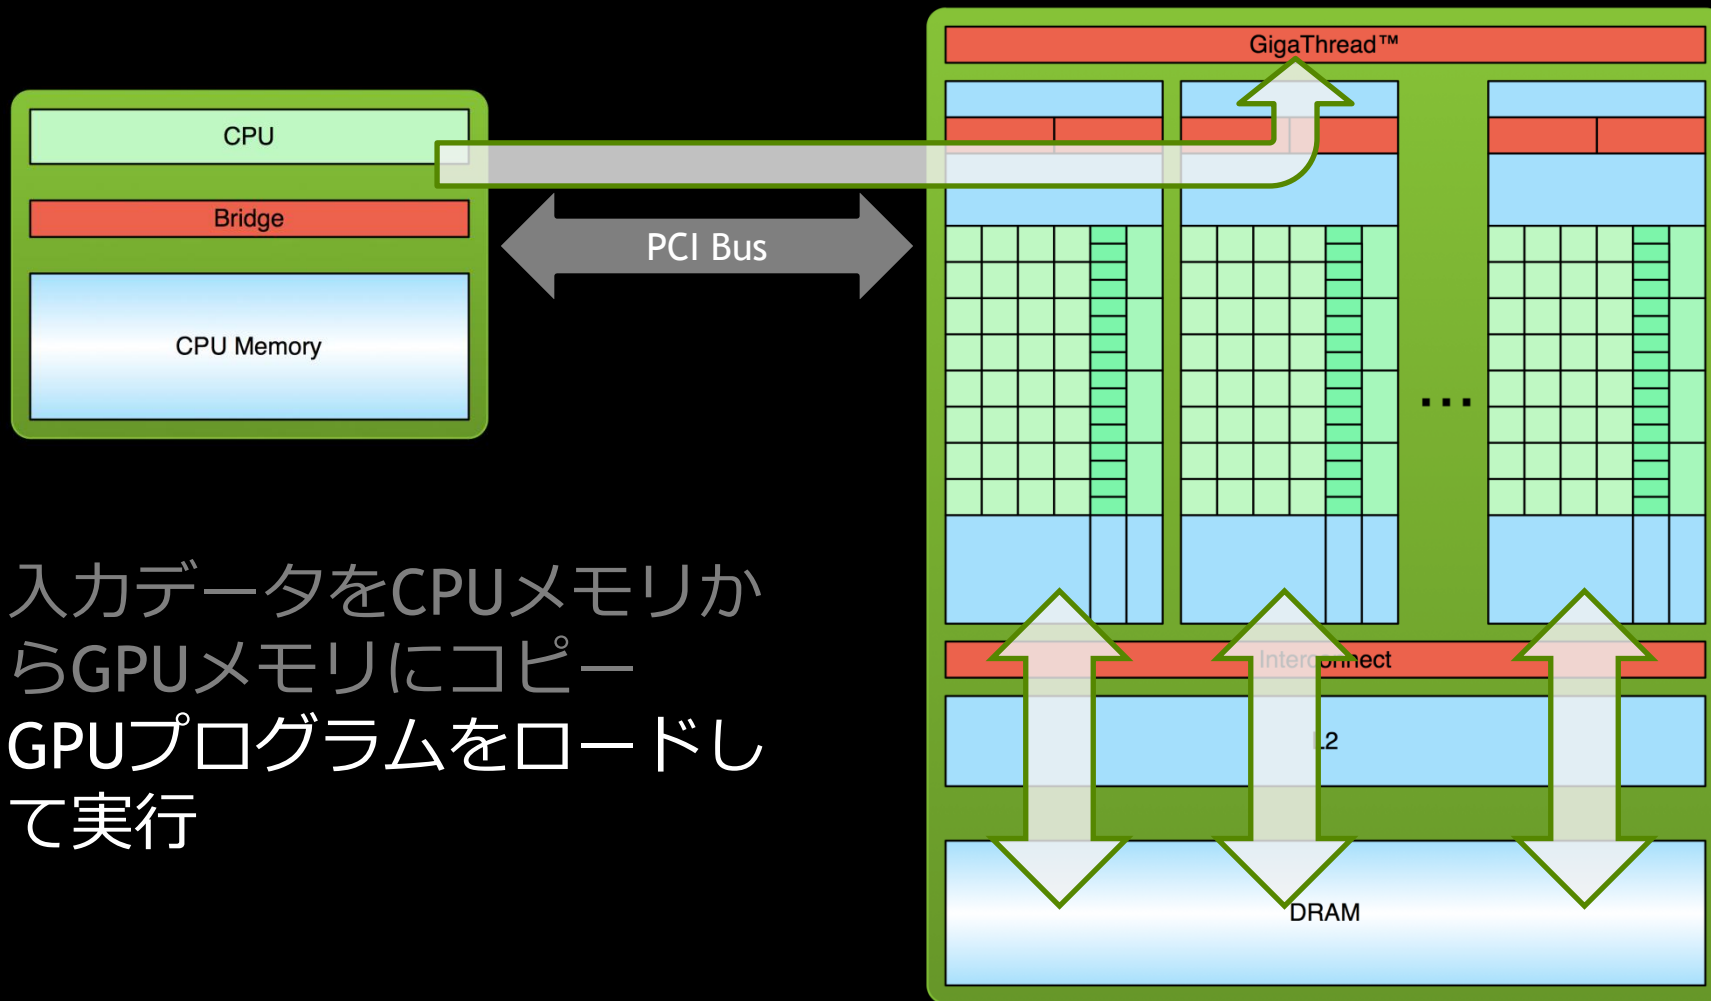 GigaThread™
CPU
Bridge
PCI Bus
CPU Memory
...
入力データをCPUメモリか
らGPUメモリにコピー
GPUプログラムをロードし
て実行
Interconnect
L2
DRAM